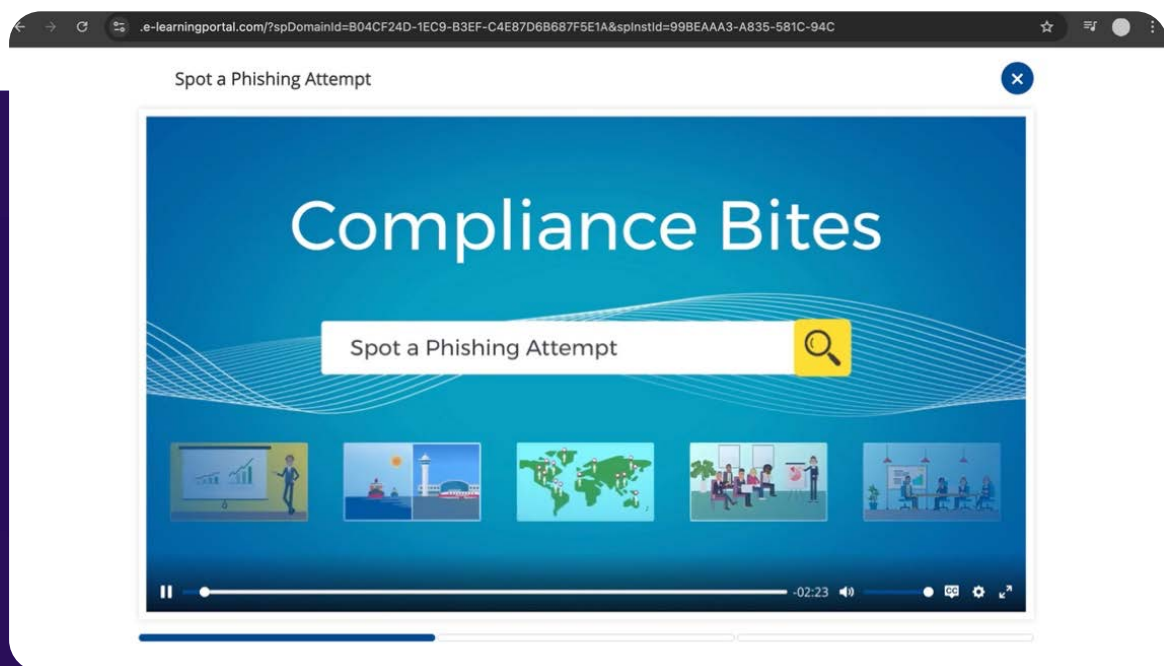 .e-learningportal.com/?spDomainId=B04CF24D-1EC9-B3EF-C4E87D6B687F5E1A&spInstId=99BEAAA3-A835-581C-94C
Spot a Phishing Attempt
Compliance Bites
Spot a Phishing Attempt
-02:23
CC